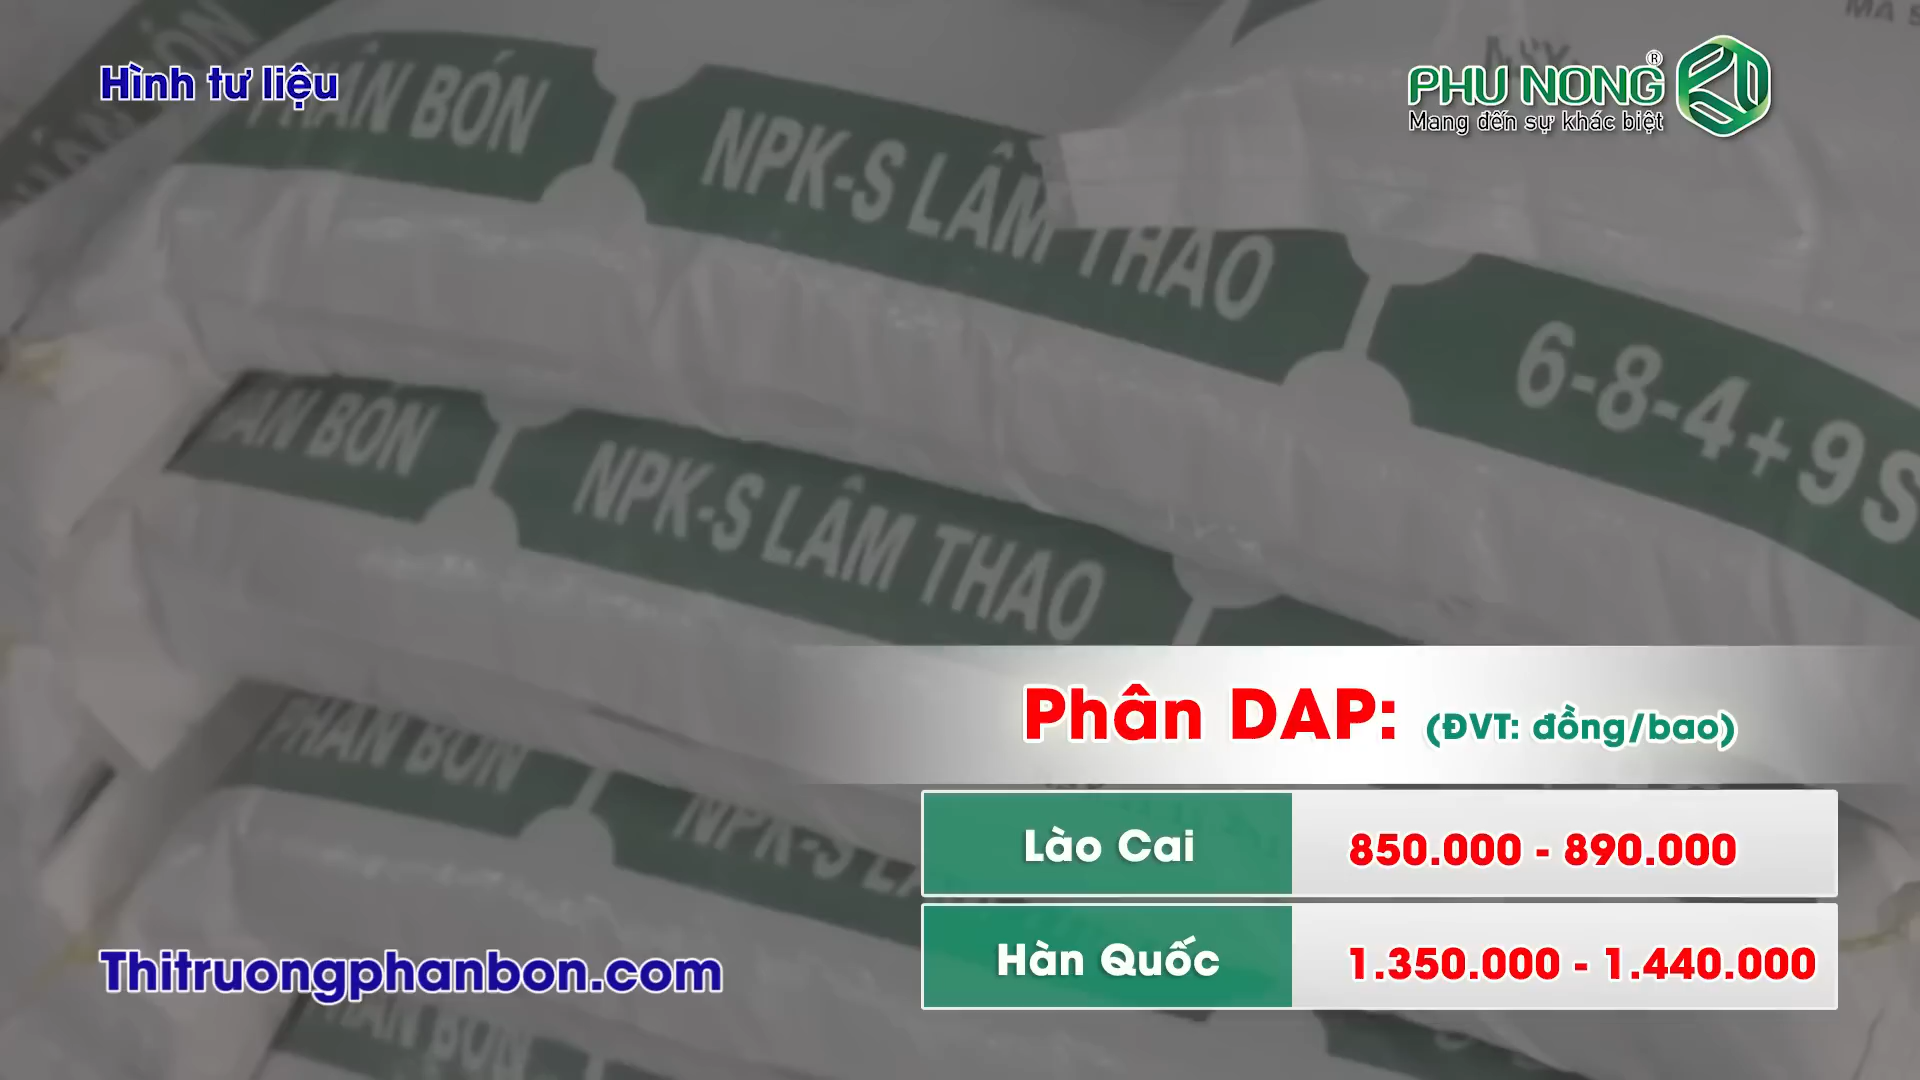 Hình tư liệu
PHU NONG®
Mang đến sự khác biệt
PHÂN BÓN
NPK-S LÂM THAO
6-8-4+9S
BÓN
NPK-S LÂM THAO
PHÂN BÓN
Phân DAP: (ĐVT: đồng/bao)
Lào Cai 850.000 - 890.000
Hàn Quốc 1.350.000 - 1.440.000
Thitruongphanbon.com